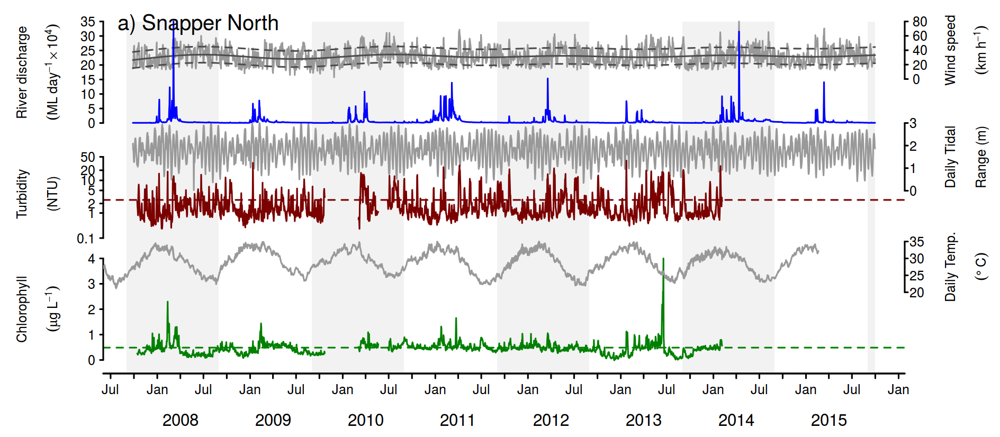 a) Snapper North
River discharge
(ML day⁻¹ × 10⁴)
35
30
25
20
15
10
5
0
Wind speed
(km h⁻¹)
80
60
40
20
0
Daily Tidal
Range (m)
3
2
1
0
Turbidity
(NTU)
50
20
10
5
2
1
0.1
Daily Temp.
(° C)
35
30
25
20
Chlorophyll
(µg L⁻¹)
4
3
2
1
0
Jul Jan Jul Jan Jul Jan Jul Jan Jul Jan Jul Jan Jul Jan Jul Jan Jul Jan
2008 2009 2010 2011 2012 2013 2014 2015